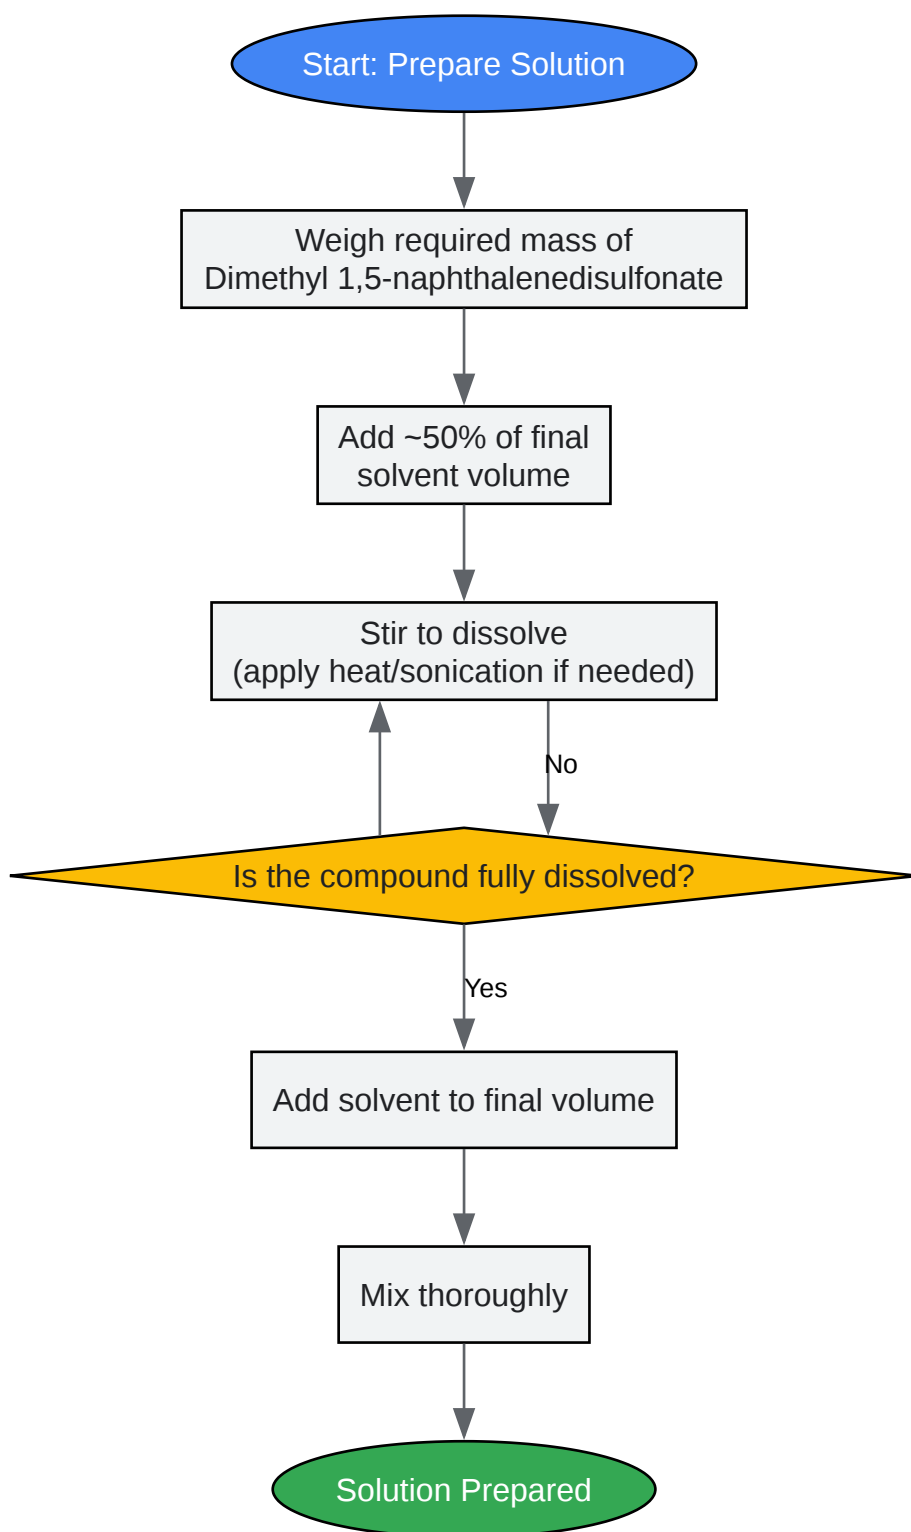 Start: Prepare Solution
Weigh required mass of
Dimethyl 1,5-naphthalenedisulfonate
Add ~50% of final
solvent volume
Stir to dissolve
(apply heat/sonication if needed)
No
Is the compound fully dissolved?
Yes
Add solvent to final volume
Mix thoroughly
Solution Prepared